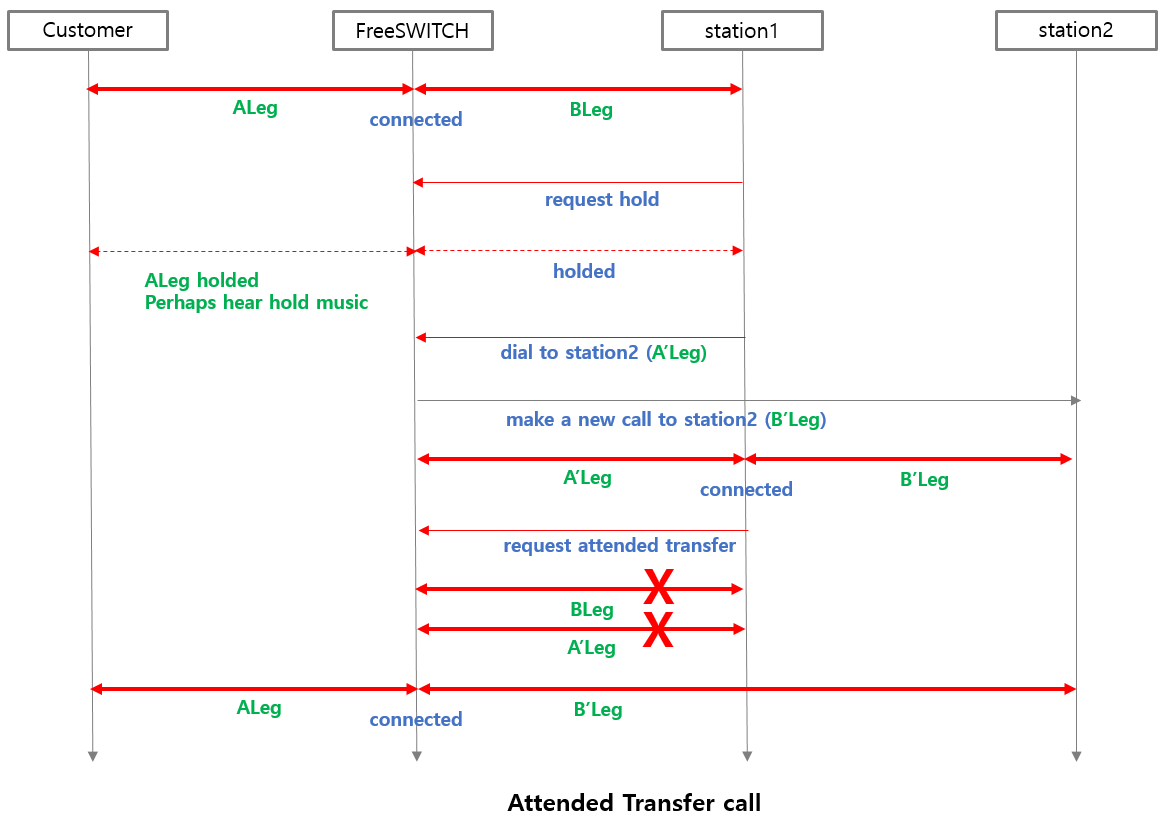 Customer
FreeSWITCH
station1
station2
ALeg
BLeg
connected
request hold
ALeg holded
Perhaps hear hold music
holded
dial to station2 (A’Leg)
make a new call to station2 (B’Leg)
A’Leg
B’Leg
connected
request attended transfer
X
BLeg
X
A’Leg
ALeg
B’Leg
connected
Attended Transfer call